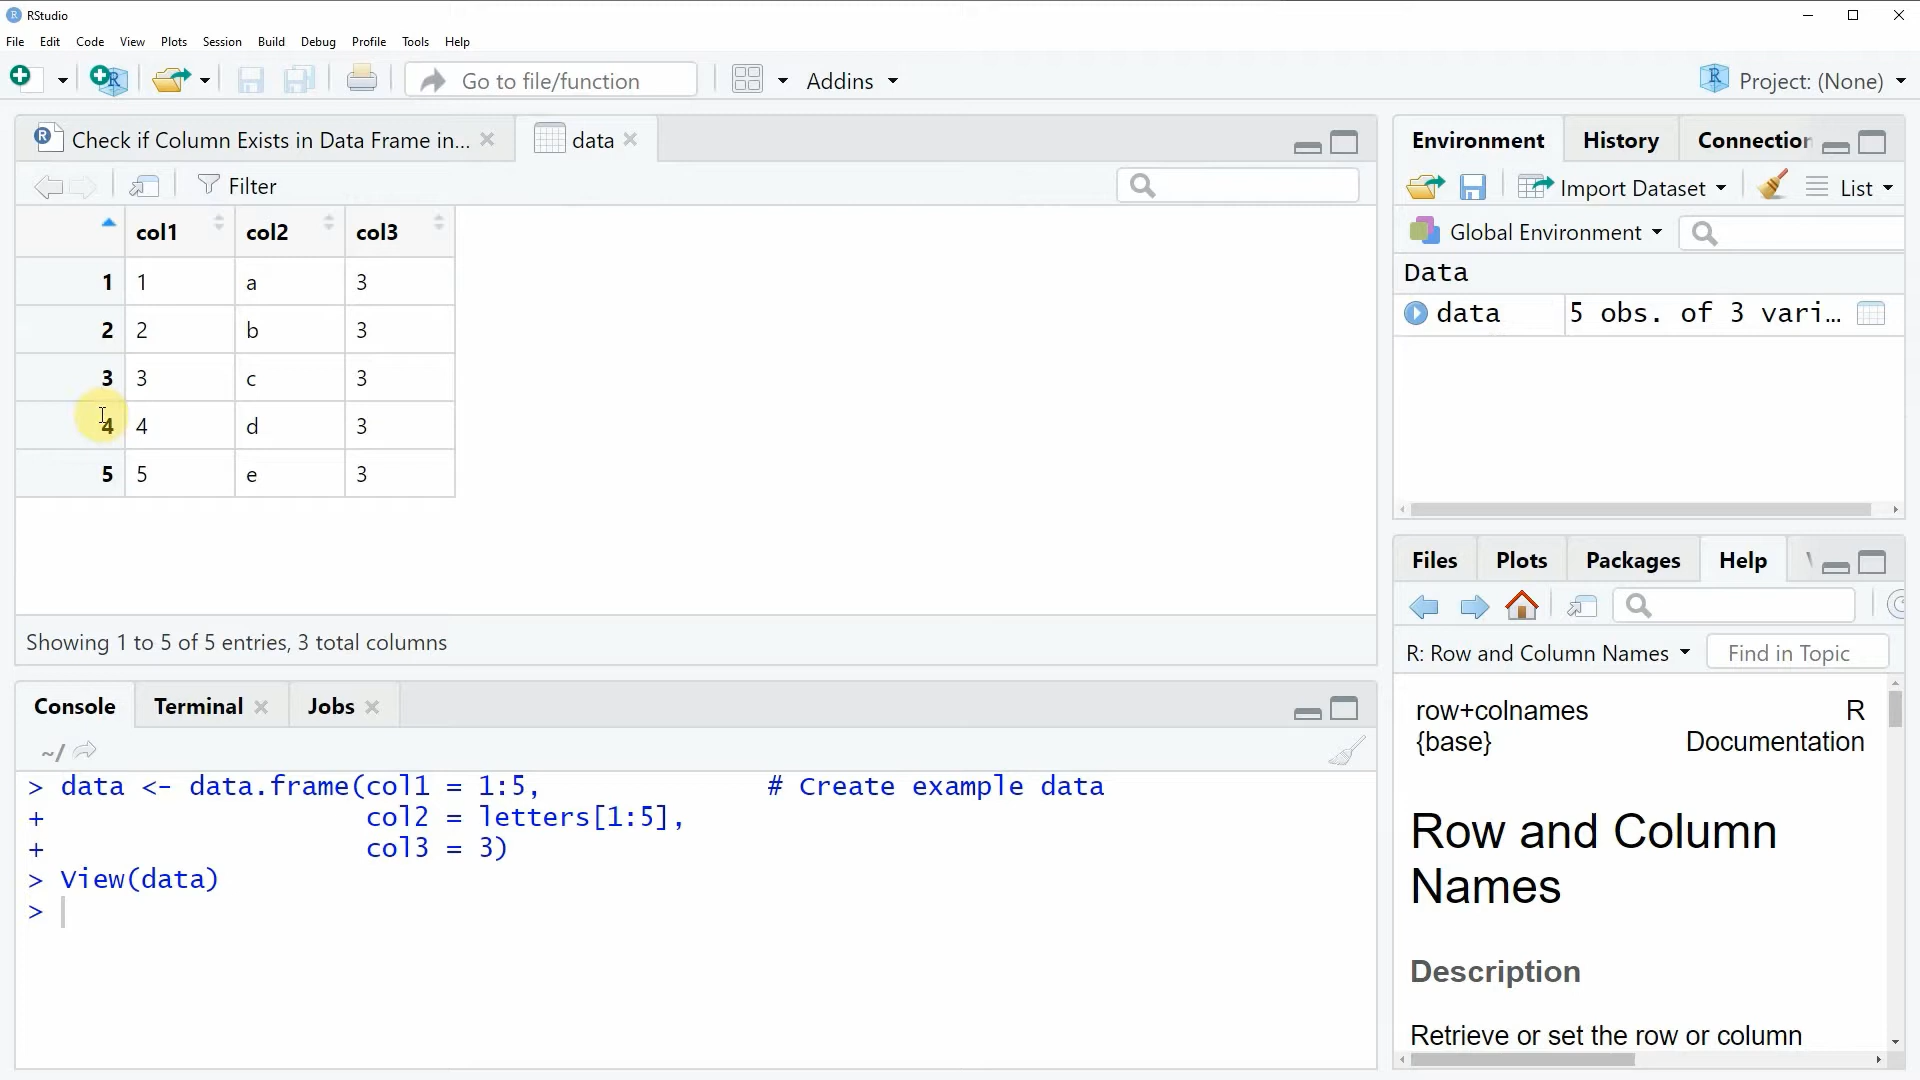 RStudio
File Edit Code View Plots Session Build Debug Profile Tools Help
Go to file/function Addins Project: (None)
Check if Column Exists in Data Frame in... data
Filter
col1 col2 col3
1 1 a 3
2 2 b 3
3 3 c 3
4 4 d 3
5 5 e 3
Showing 1 to 5 of 5 entries, 3 total columns
Console Terminal Jobs
~/
> data <- data.frame(col1 = 1:5, # Create example data
+ col2 = letters[1:5],
+ col3 = 3)
> View(data)
>
Environment History Connection
Import Dataset List
Global Environment
Data
data 5 obs. of 3 vari...
Files Plots Packages Help
R: Row and Column Names Find in Topic
row+colnames R
{base} Documentation
Row and Column
Names
Description
Retrieve or set the row or column